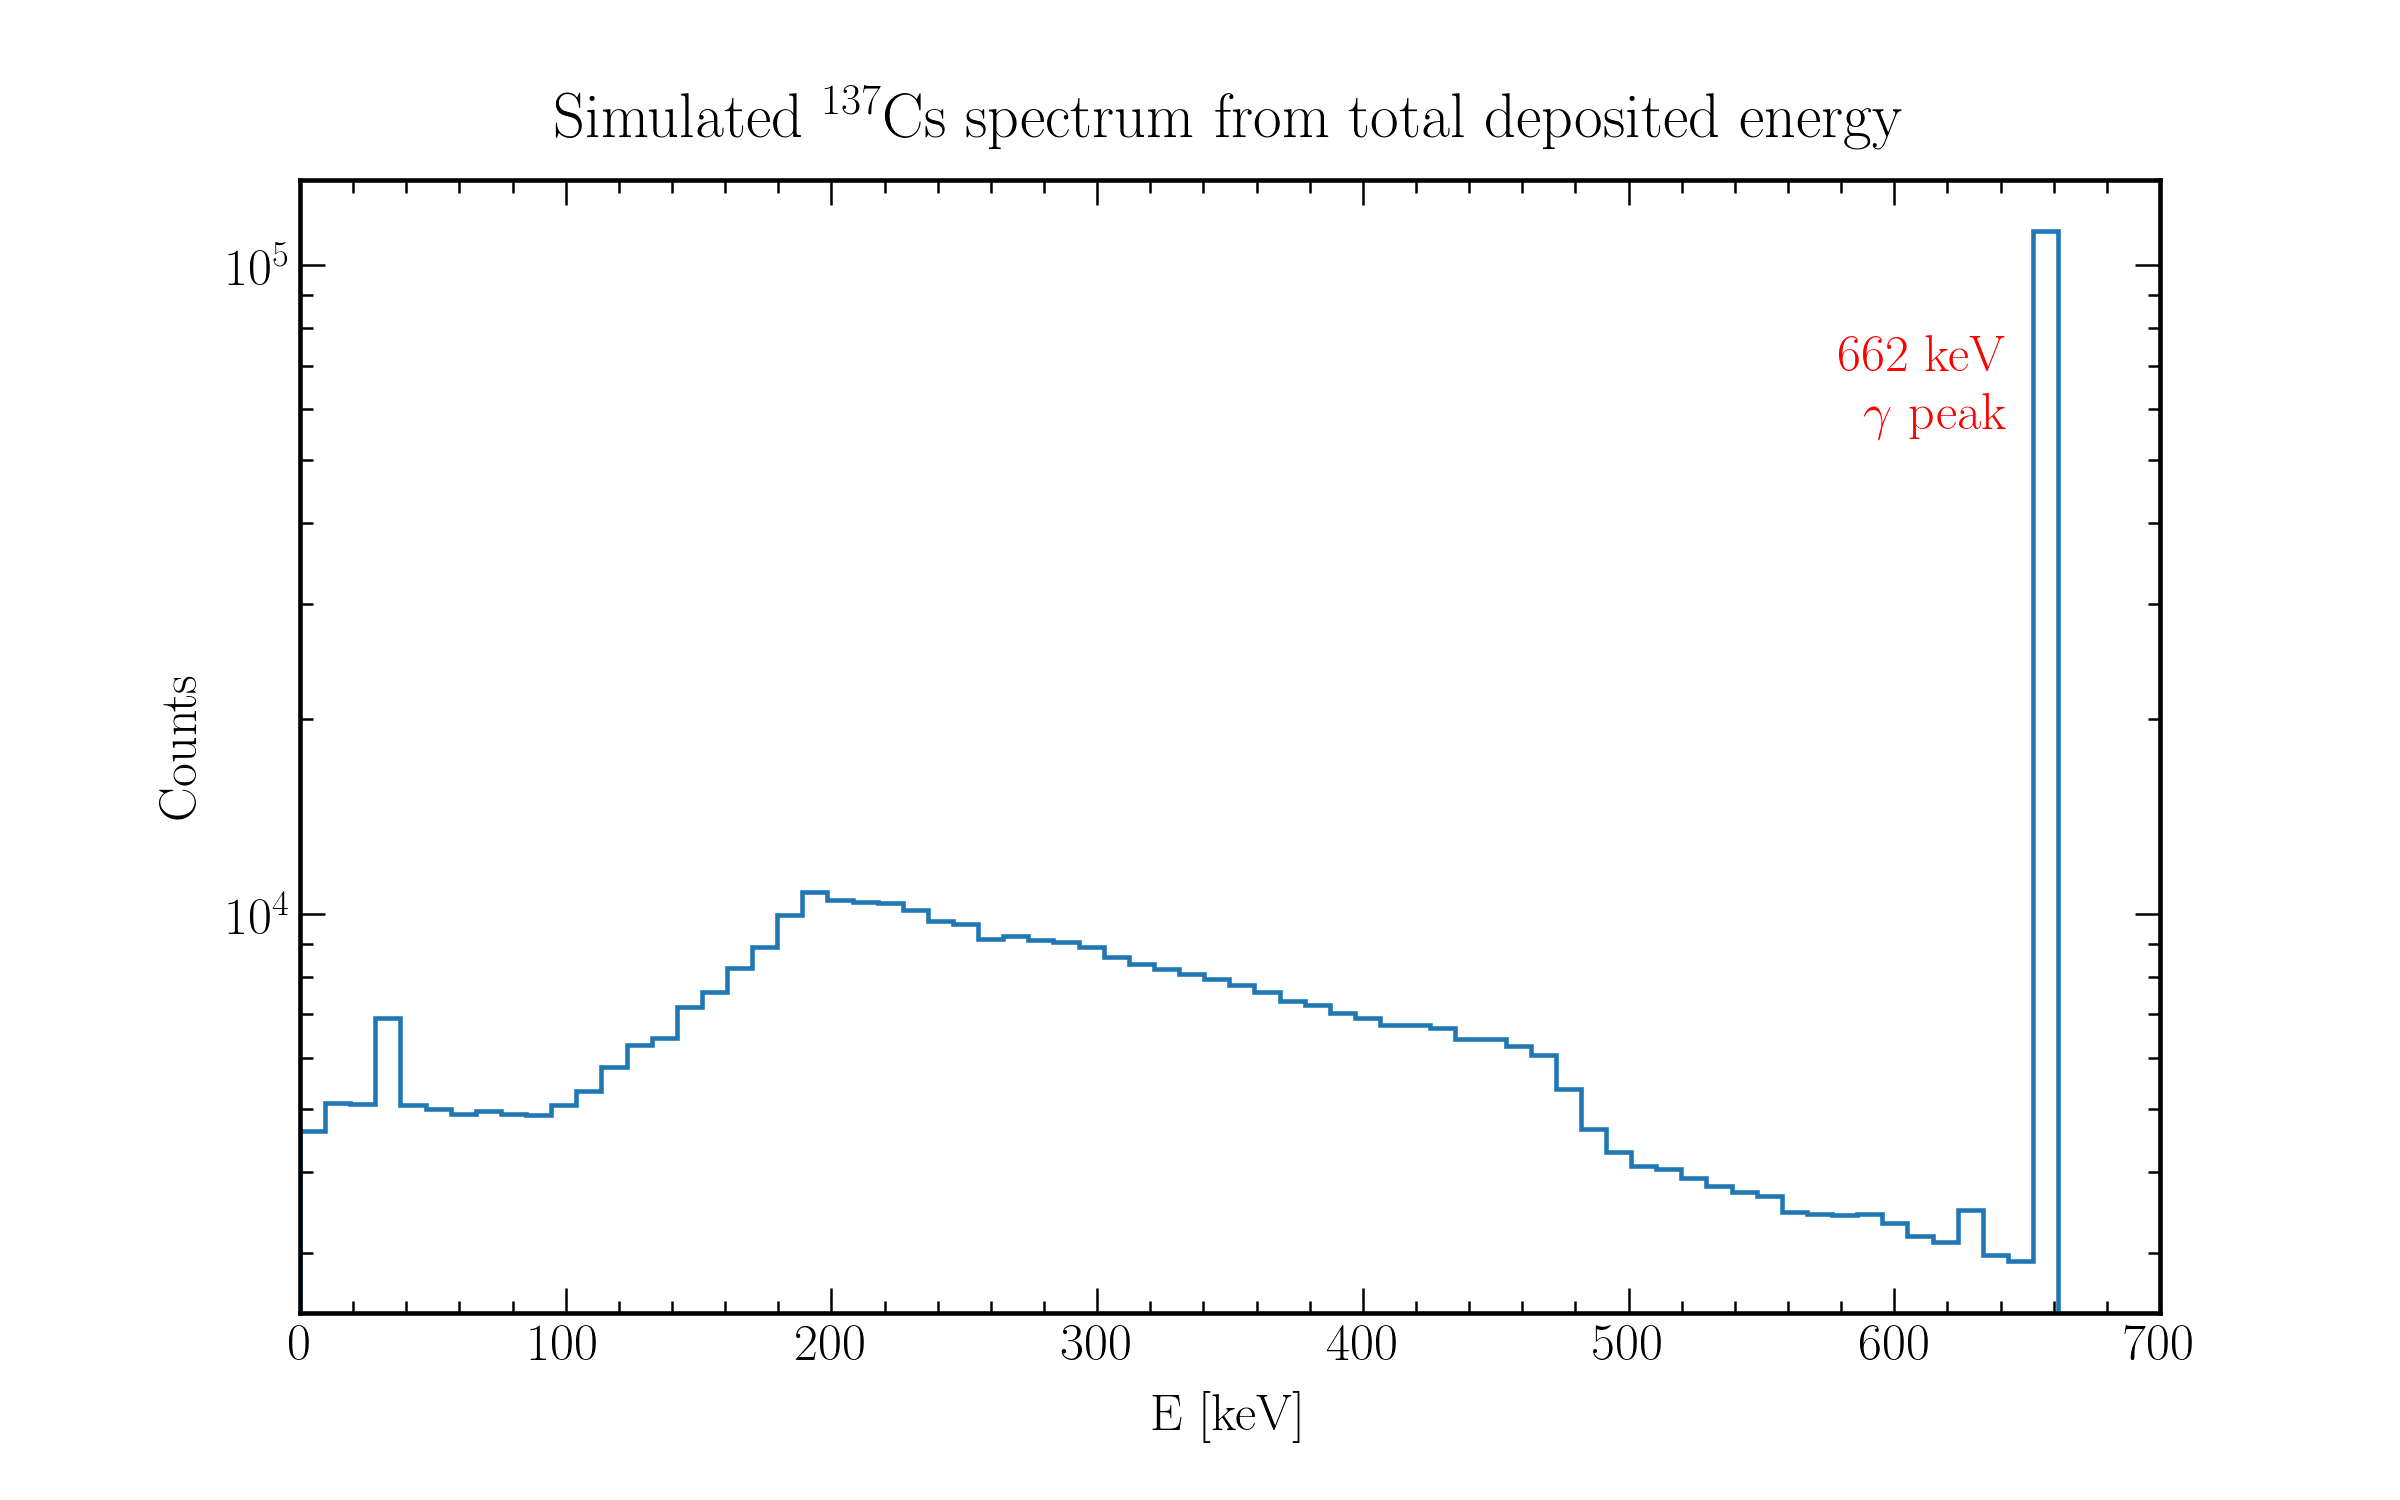 Simulated ¹³⁷Cs spectrum from total deposited energy
10⁵
662 keV
γ peak
Counts
10⁴
0 100 200 300 400 500 600 700
E [keV]